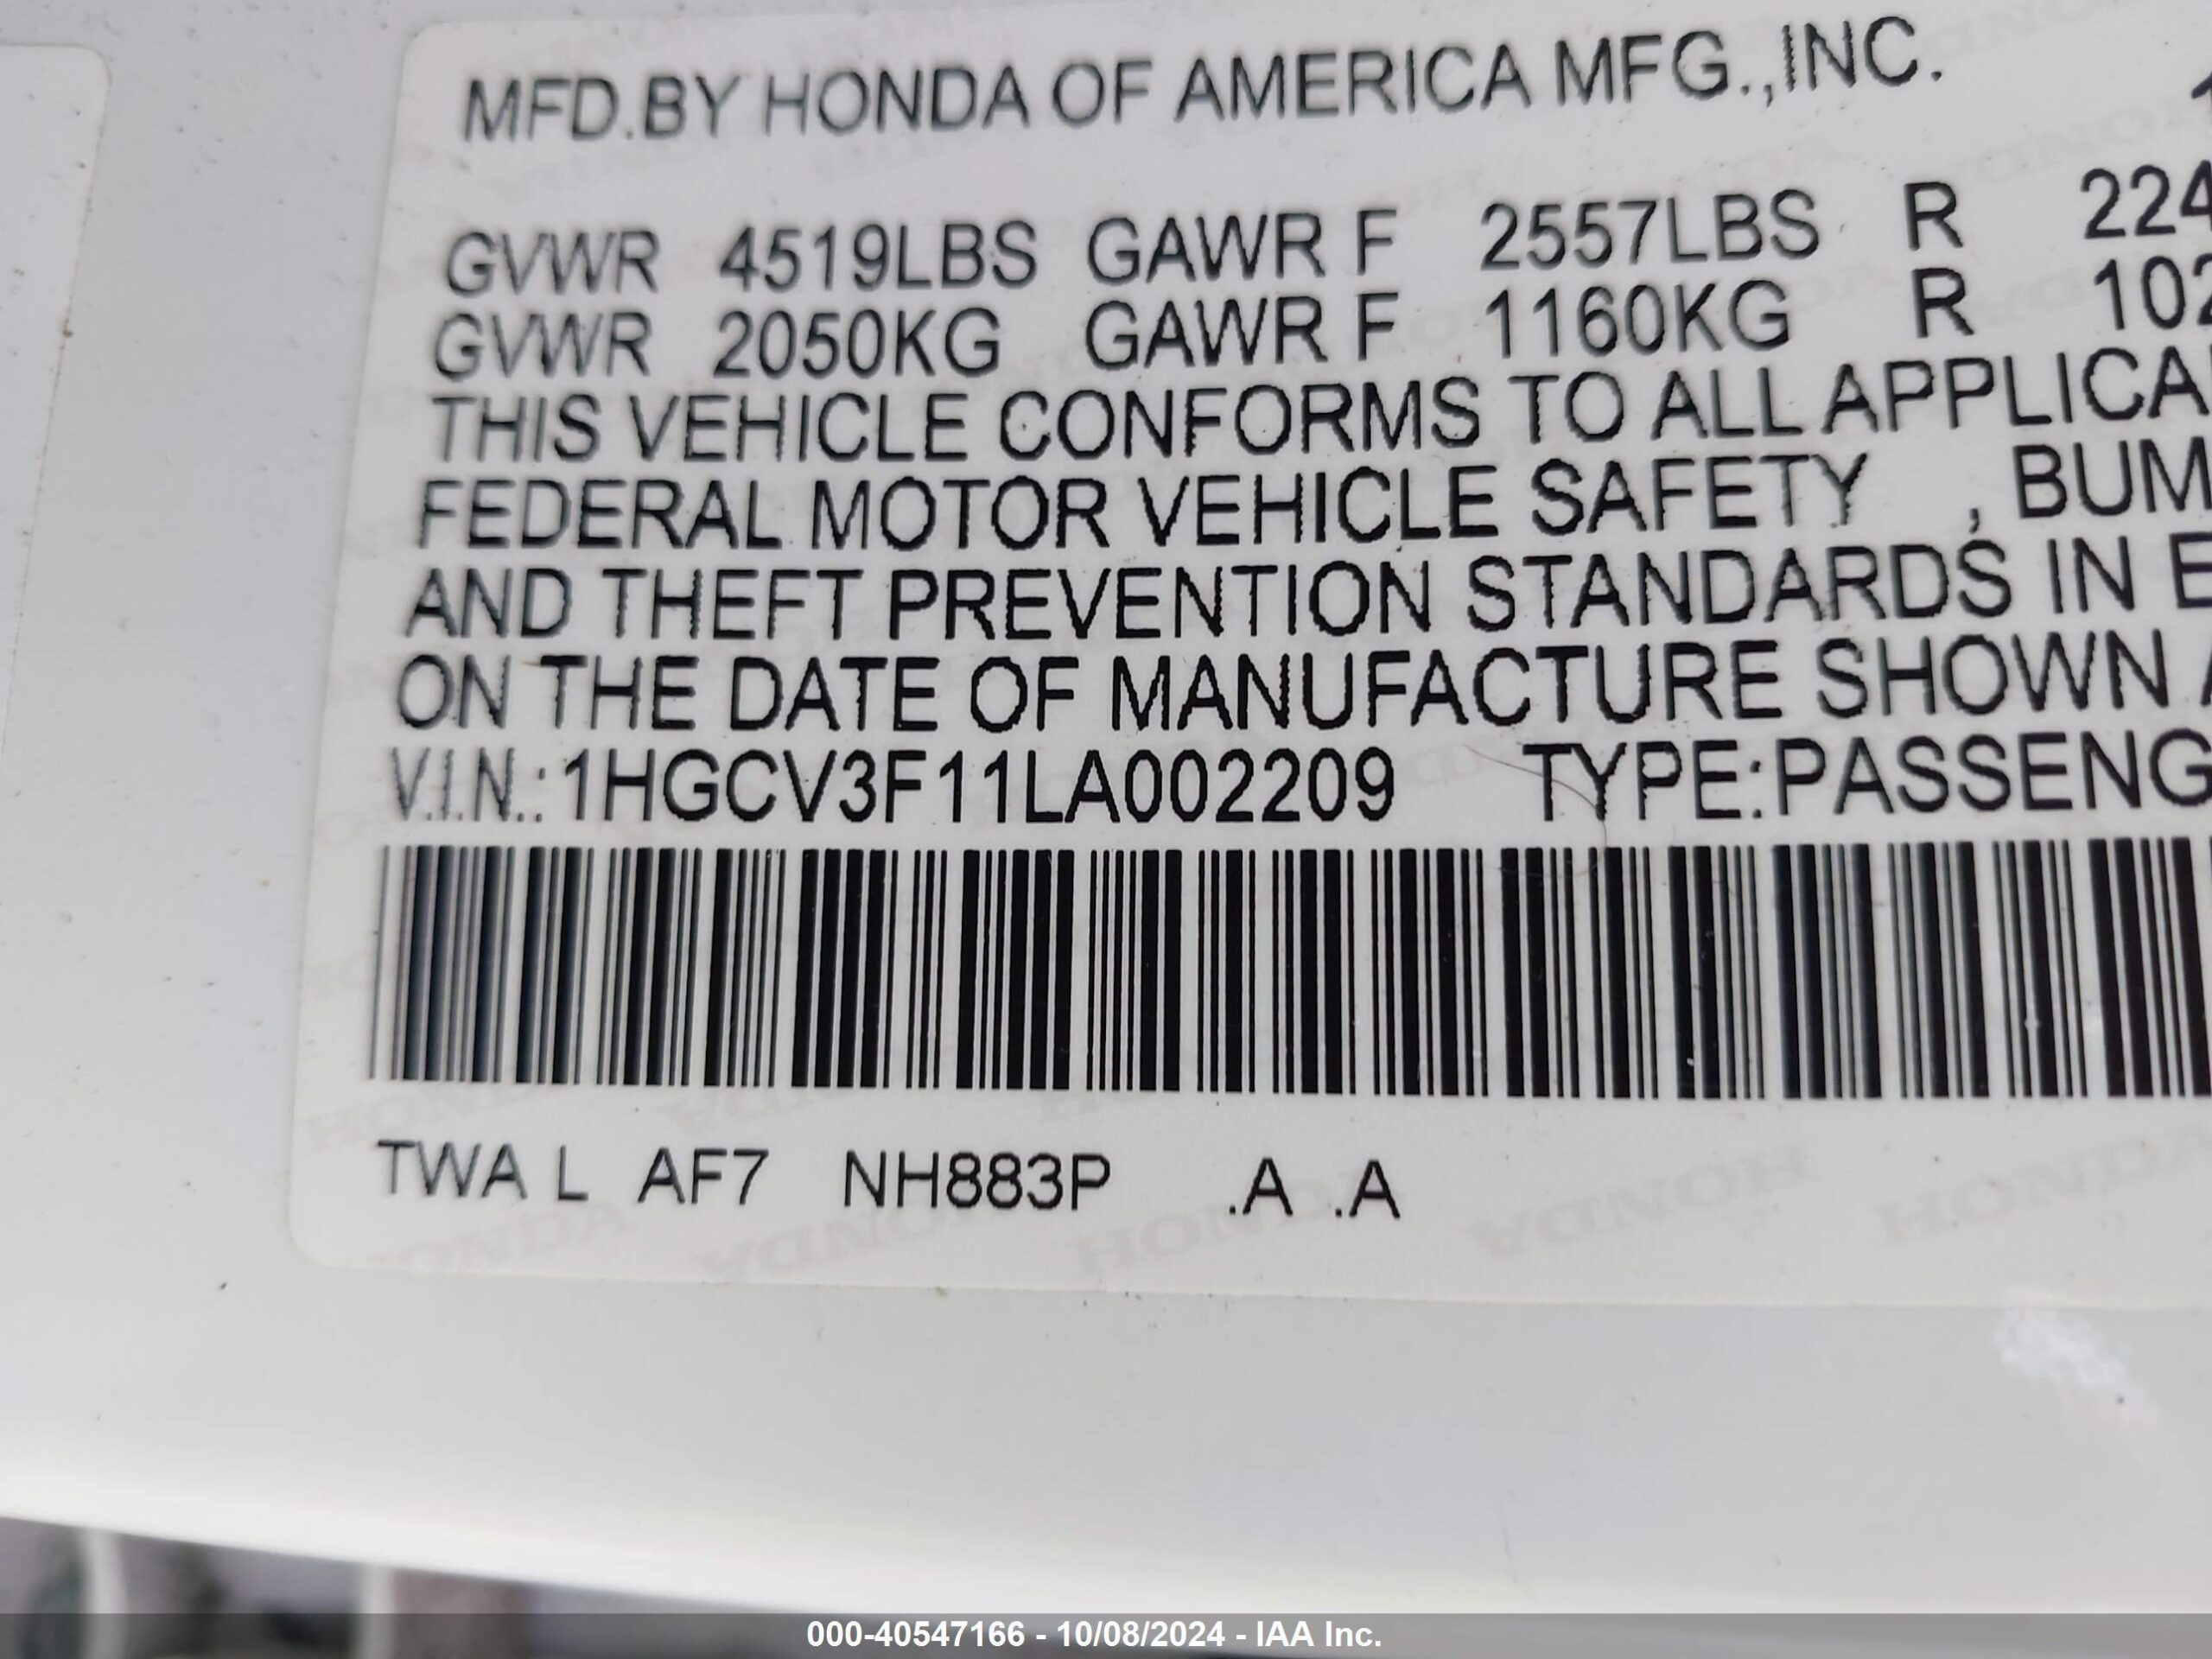 MFD.BY HONDA OF AMERICA MFG.,INC.
GVWR 4519LBS GAWR F 2557LBS R 224
GVWR 2050KG GAWR F 1160KG R 102
THIS VEHICLE CONFORMS TO ALL APPLICA
FEDERAL MOTOR VEHICLE SAFETY , BUM
AND THEFT PREVENTION STANDARDS IN E
ON THE DATE OF MANUFACTURE SHOWN A
V.I.N.:1HGCV3F11LA002209 TYPE:PASSENG
TWA L AF7 NH883P .A .A
000-40547166 - 10/08/2024 - IAA Inc.